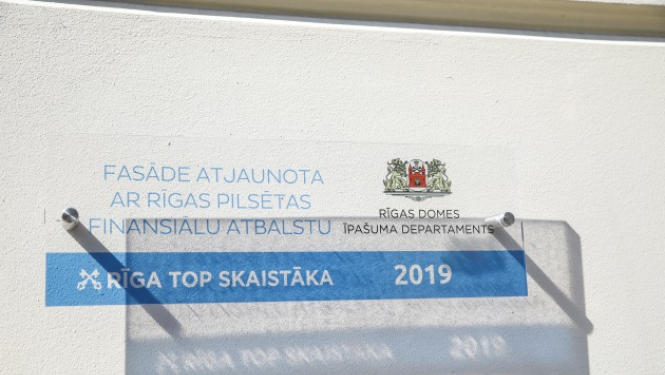 FASĀDE ATJAUNOTA
AR RĪGAS PILSĒTAS
FINANSIĀLU ATBALSTU
RĪGAS DOMES
ĪPAŠUMA DEPARTAMENTS
RĪGA TOP SKAISTĀKA 2019